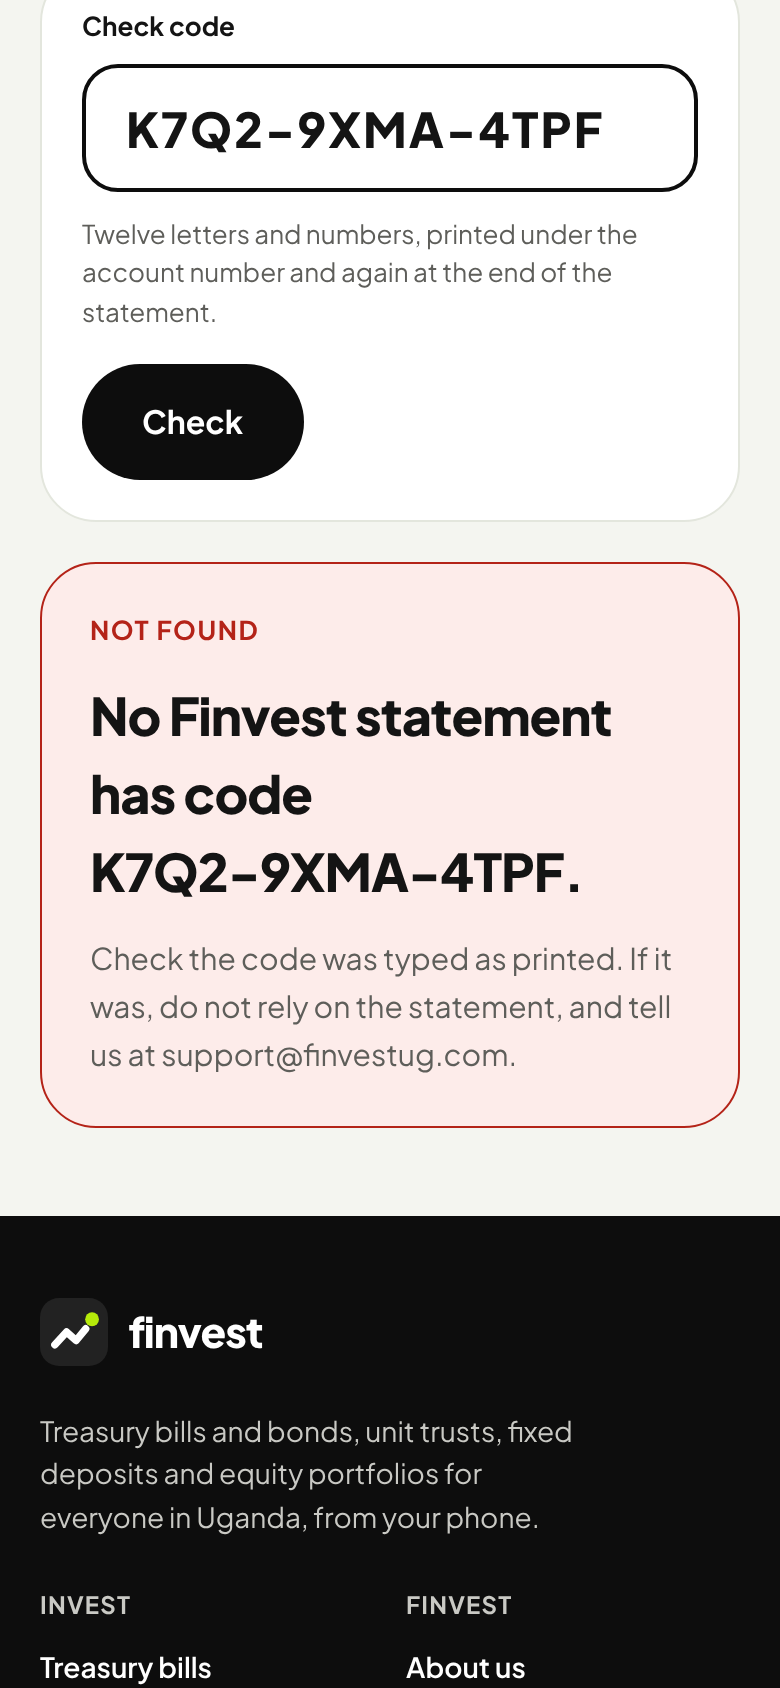 Check code
K7Q2-9XMA-4TPF
Twelve letters and numbers, printed under the
account number and again at the end of the
statement.
Check
NOT FOUND
No Finvest statement
has code
K7Q2-9XMA-4TPF.
Check the code was typed as printed. If it
was, do not rely on the statement, and tell
us at support@finvestug.com.
finvest
Treasury bills and bonds, unit trusts, fixed
deposits and equity portfolios for
everyone in Uganda, from your phone.
INVEST
FINVEST
Treasury bills
About us